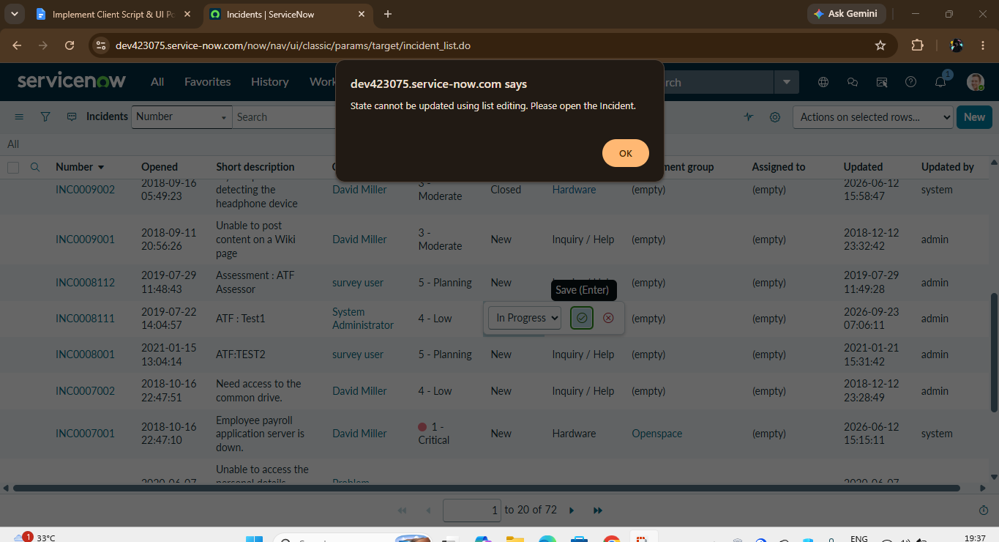 Implement Client Script & UI Po
Incidents | ServiceNow
Ask Gemini
dev423075.service-now.com/now/nav/ui/classic/params/target/incident_list.do
servicenow
All
Favorites
History
Work
rch
1
dev423075.service-now.com says
State cannot be updated using list editing. Please open the Incident.
OK
Incidents
Number
Search
Actions on selected rows...
New
All
Number
Opened
Short description
ment group
Assigned to
Updated
Updated by
INC0009002
2018-09-16
05:49:23
detecting the
headphone device
David Miller
3 -
Moderate
Closed
Hardware
(empty)
(empty)
2026-06-12
15:58:47
system
INC0009001
2018-09-11
20:56:26
Unable to post
content on a Wiki
page
David Miller
3 -
Moderate
New
Inquiry / Help
(empty)
(empty)
2018-12-12
23:32:42
admin
INC0008112
2019-07-29
11:48:43
Assessment : ATF
Assessor
survey user
5 - Planning
New
(empty)
(empty)
2019-07-29
11:49:28
admin
Save (Enter)
INC0008111
2019-07-22
14:04:57
ATF : Test1
System
Administrator
4 - Low
In Progress
(empty)
(empty)
2026-09-23
07:06:11
admin
INC0008001
2021-01-15
13:04:14
ATF:TEST2
survey user
5 - Planning
New
Inquiry / Help
(empty)
(empty)
2021-01-21
15:31:42
admin
INC0007002
2018-10-16
22:47:51
Need access to the
common drive.
David Miller
4 - Low
New
Inquiry / Help
(empty)
(empty)
2018-12-12
23:28:49
admin
INC0007001
2018-10-16
22:47:10
Employee payroll
application server is
down.
David Miller
1 -
Critical
New
Hardware
Openspace
(empty)
2026-06-12
15:15:11
system
Unable to access the
personal details
Problem
2020-06-07
2020-06-07
1 to 20 of 72
1
33°C
ENG
19:37